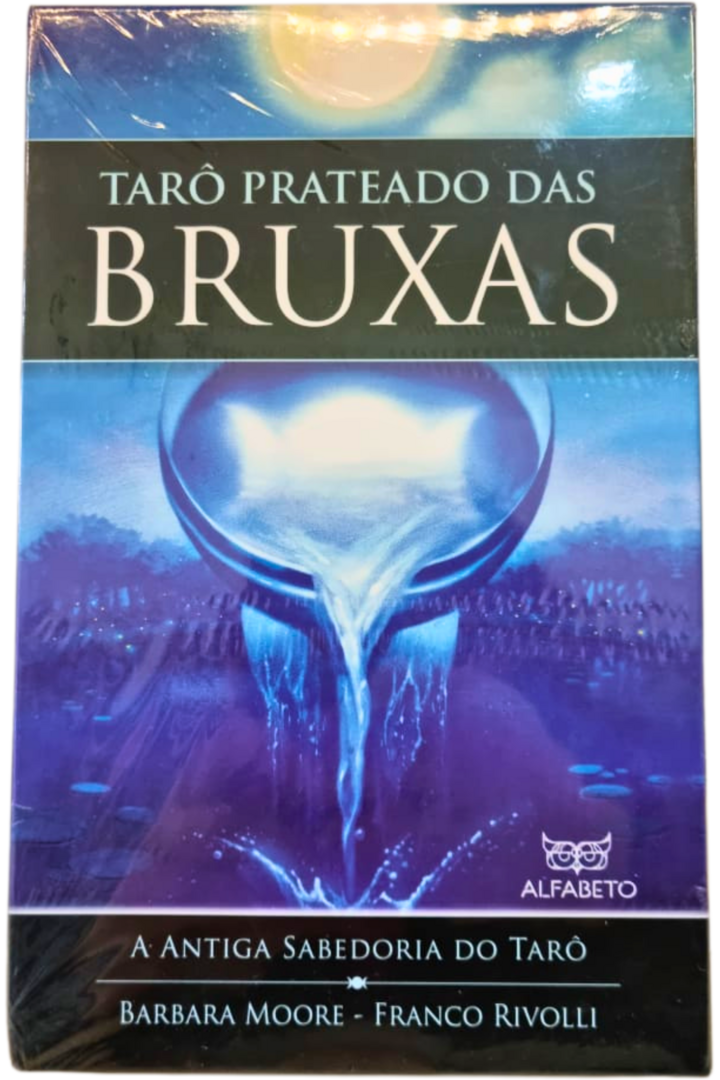 TARÔ PRATEADO DAS
BRUXAS
ALFABETO
A ANTIGA SABEDORIA DO TARÔ
BARBARA MOORE - FRANCO RIVOLLI